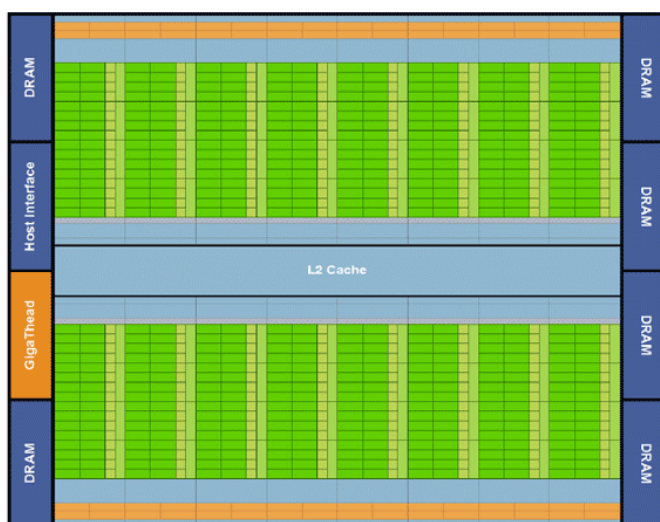 DRAM
Host Interface
GigaThead
DRAM
L2 Cache
DRAM
DRAM
DRAM
DRAM